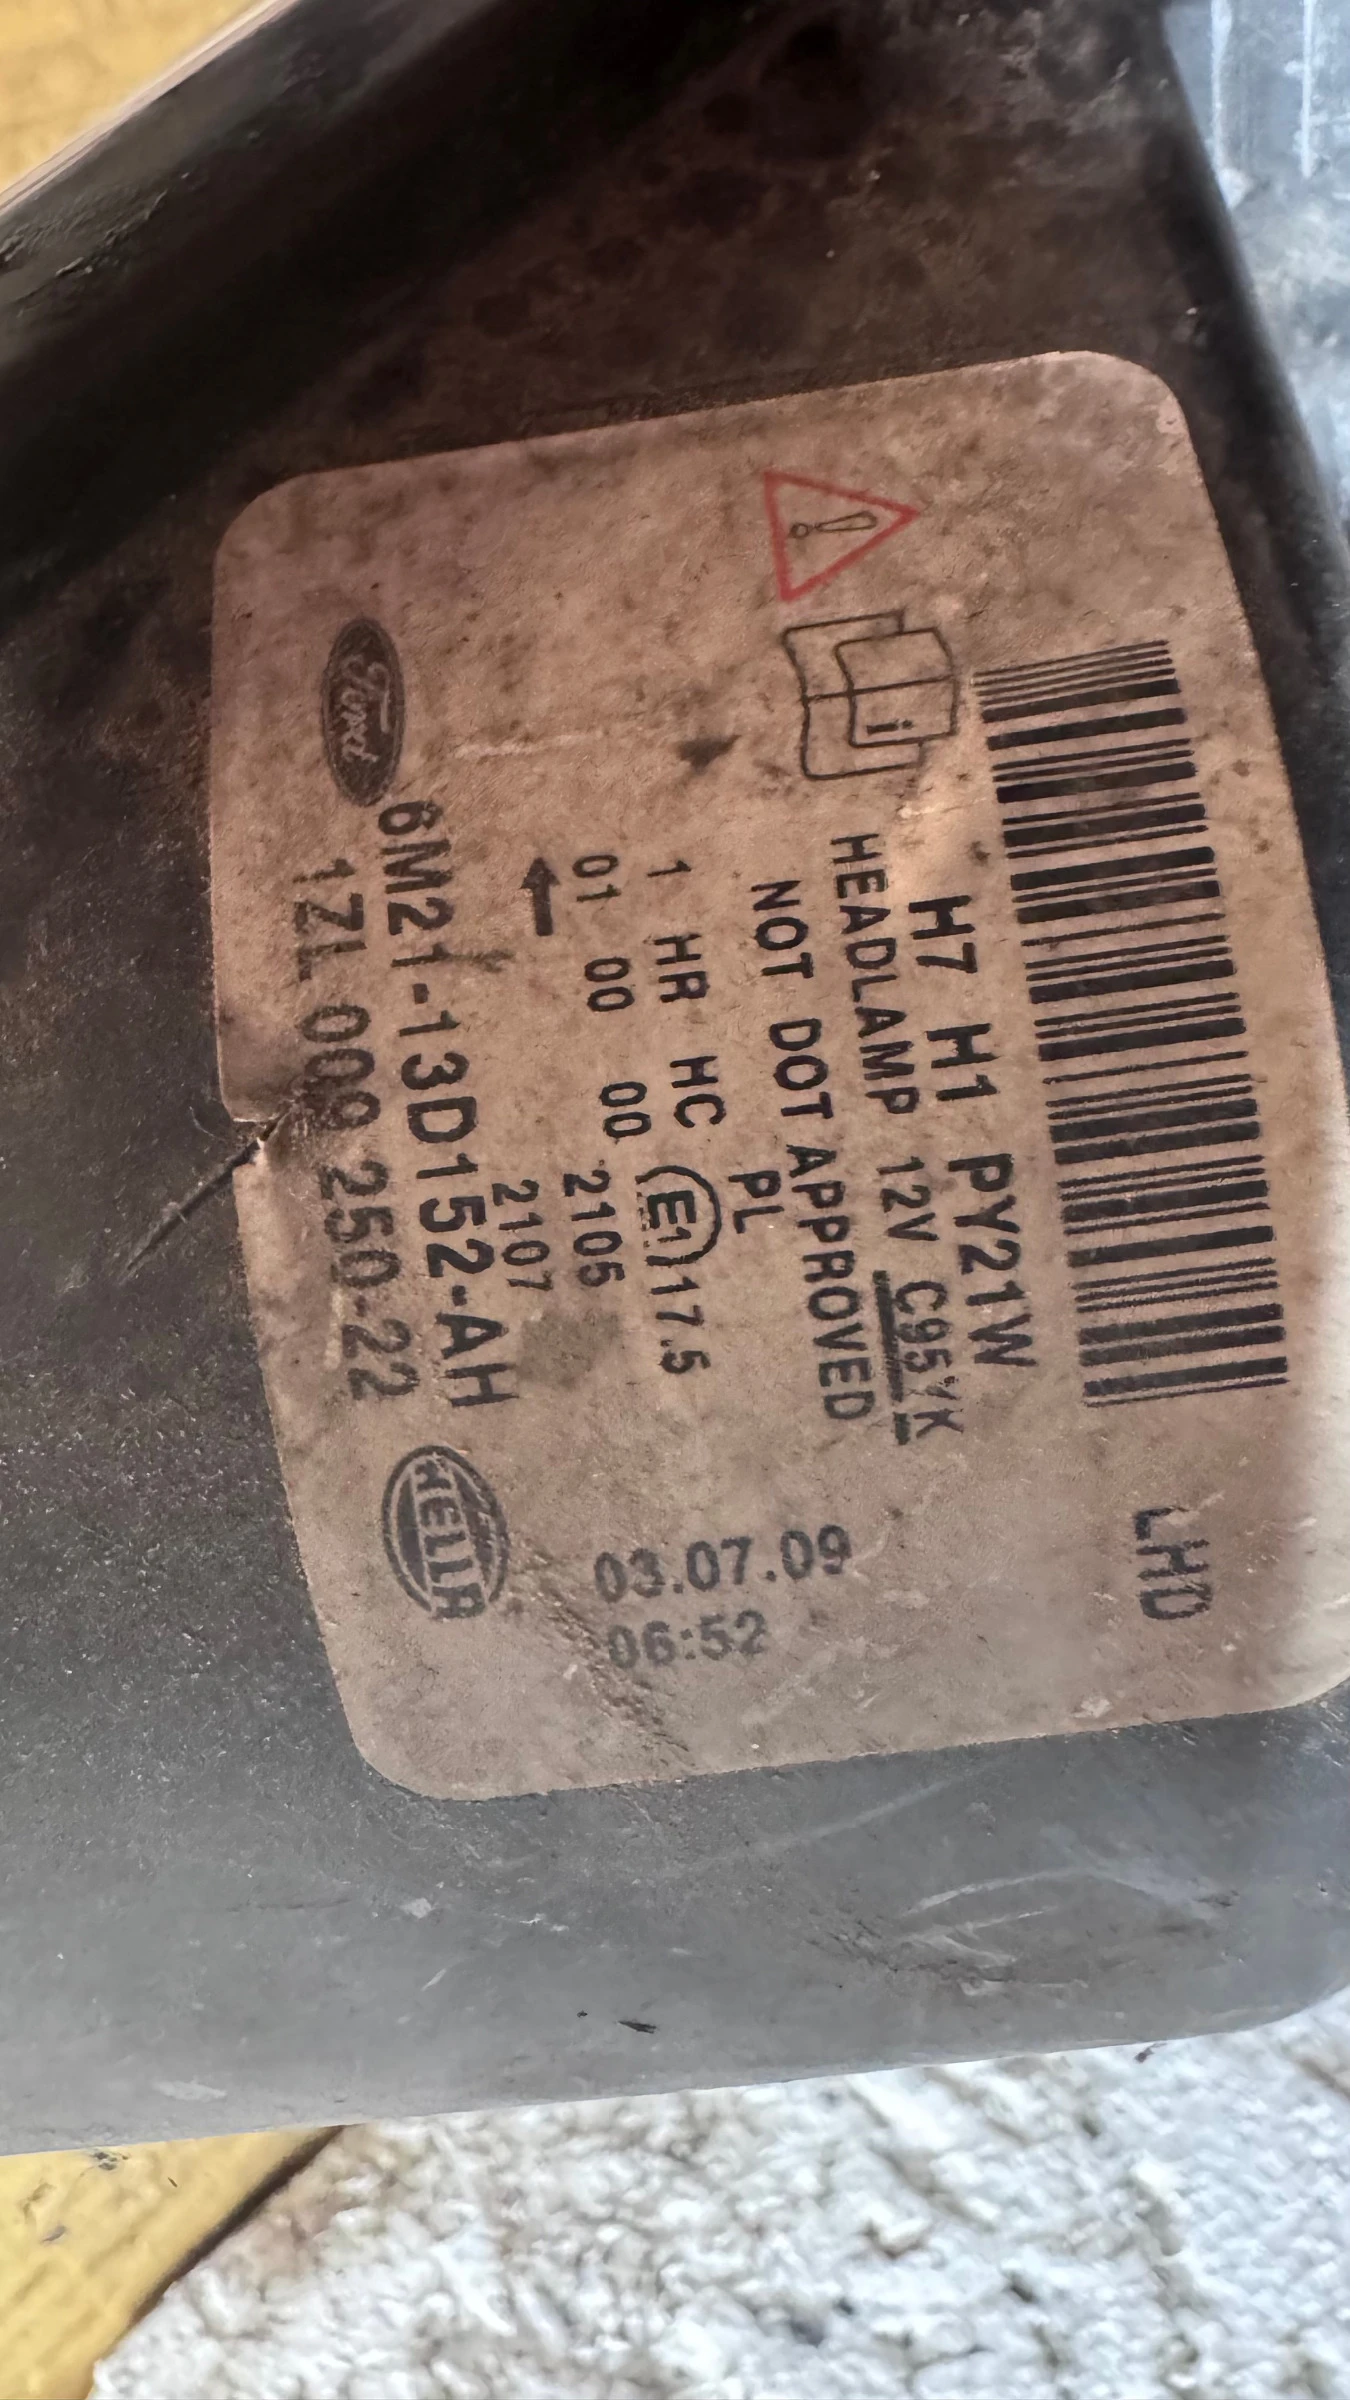 LHD
H7 H1 PY21W
HEADLAMP 12V C95YK
NOT DOT APPROVED
PL
1 HR HC E1 17.5
01 00 00 2105
2107
6M21-13D152-AH
1ZL 009 250-22
Ford
HELLA
03.07.09
06:52
i